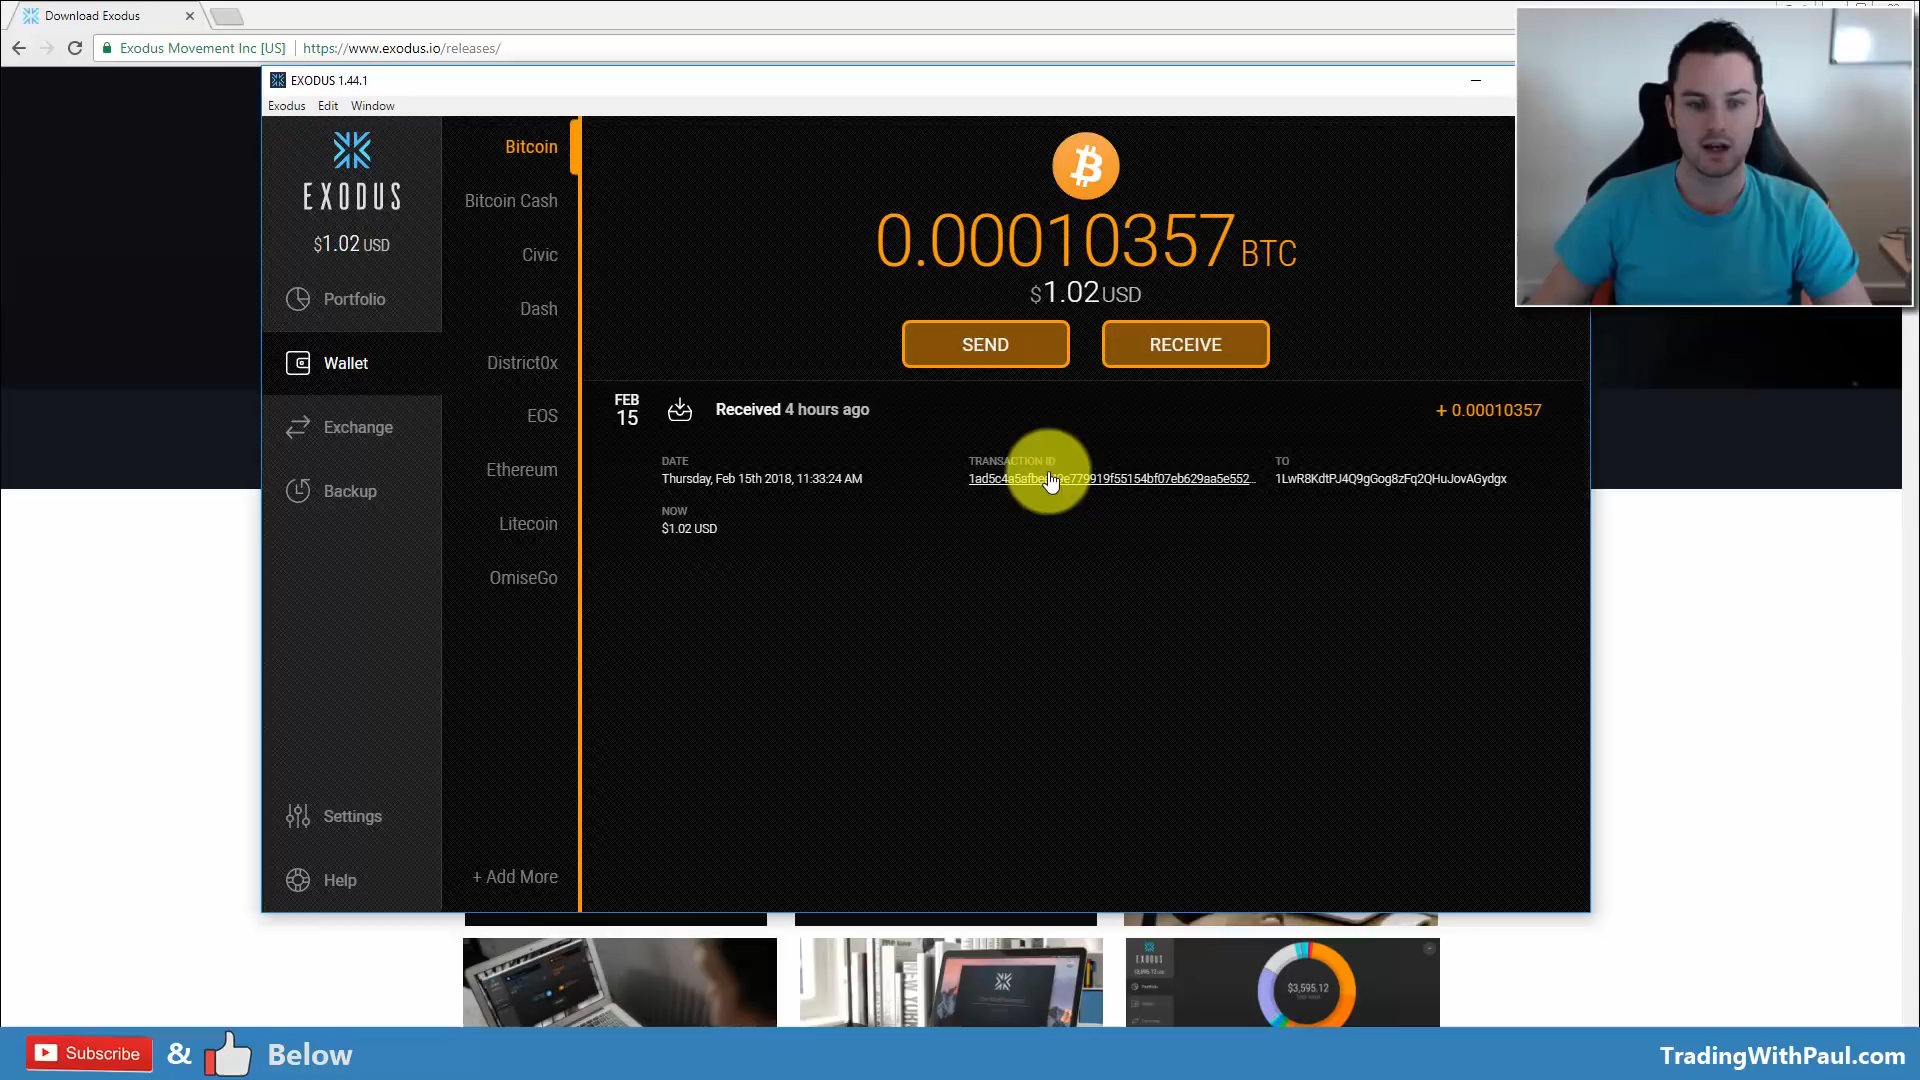 Download Exodus
Exodus Movement Inc [US]
https://www.exodus.io/releases/
EXODUS 1.44.1
Exodus Edit Window
EXODUS
$1.02 USD
Portfolio
Wallet
Exchange
Backup
Settings
Help
Bitcoin
Bitcoin Cash
Civic
Dash
District0x
EOS
Ethereum
Litecoin
OmiseGo
+ Add More
0.00010357 BTC
$1.02 USD
SEND
RECEIVE
FEB
15
Received 4 hours ago
+ 0.00010357
DATE
Thursday, Feb 15th 2018, 11:33:24 AM
TRANSACTION ID
TO
1LwR8KdtPJ4Q9gGog8zFq2QHuJovAGydgx
NOW
$1.02 USD
EXODUS
$3,595.12
Subscribe & Below
TradingWithPaul.com